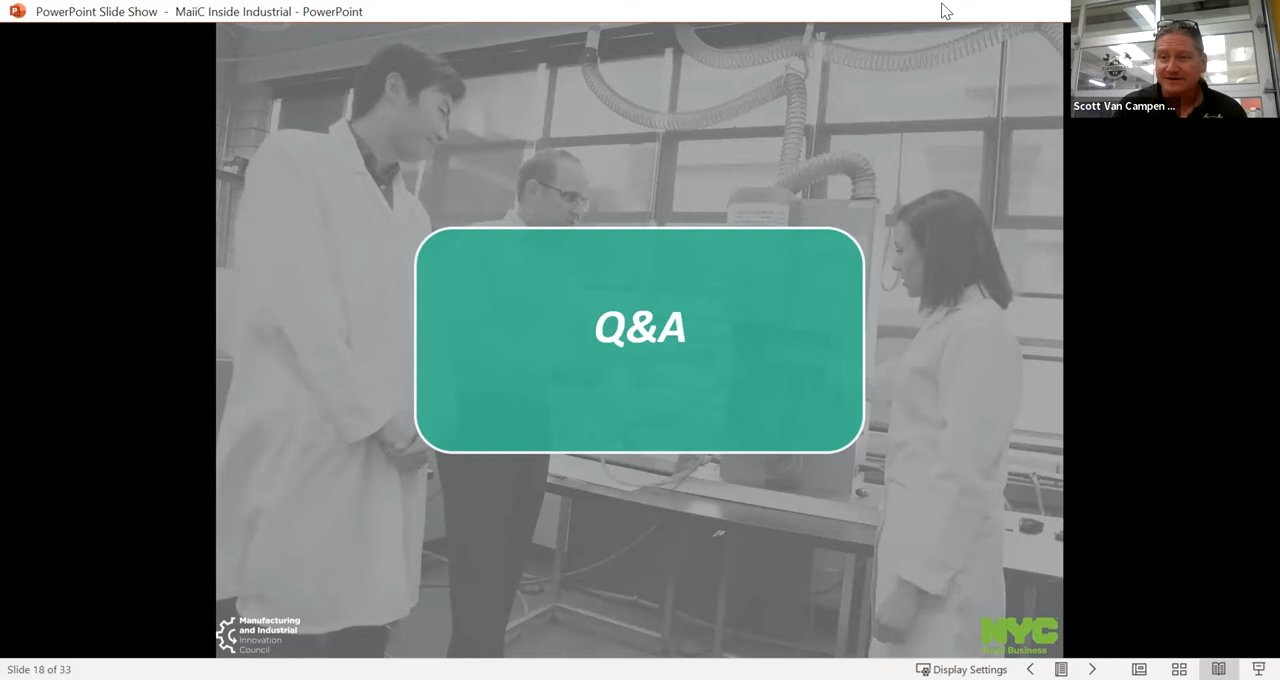 PowerPoint Slide Show - MaiiC Inside Industrial - PowerPoint
Scott Van Campen ...
Q&A
Manufacturing
and Industrial
Innovation
Council
NYC
Small Business
Slide 18 of 33
Display Settings